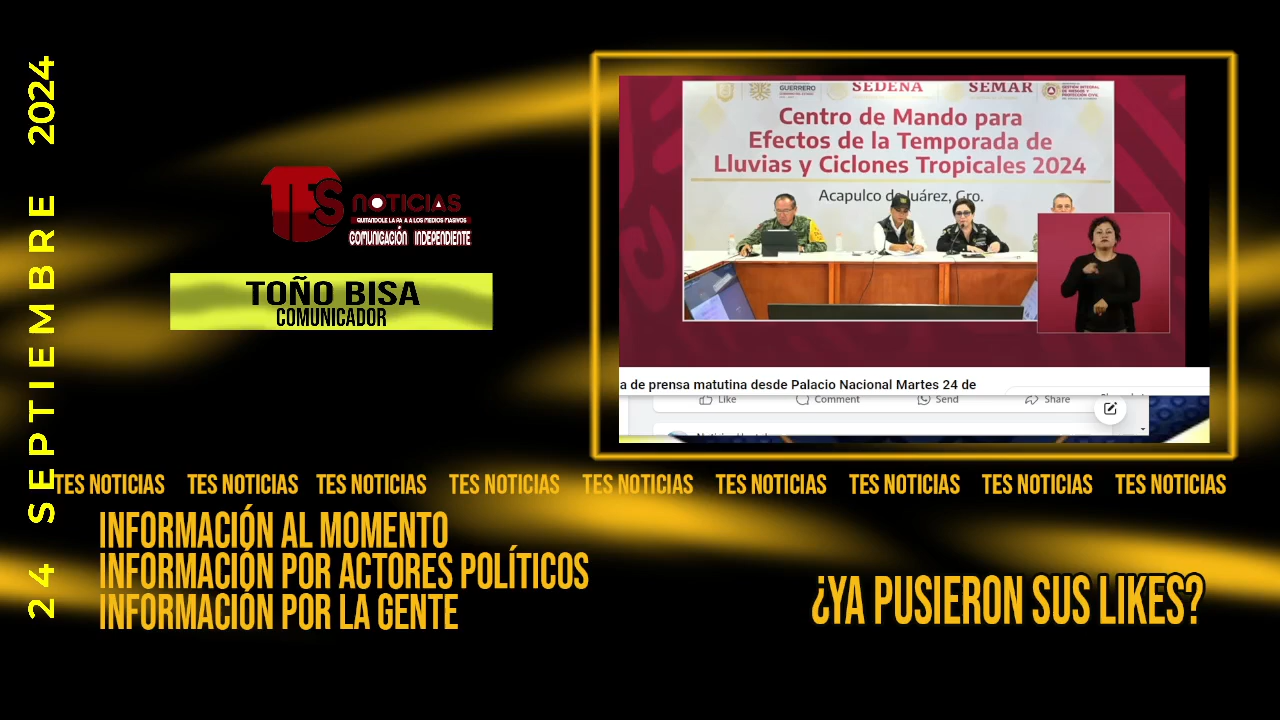 24 SEPTIEMBRE 2024
TES
NOTICIAS
COMUNICACIÓN INDEPENDIENTE
TOÑO BISA
COMUNICADOR
GUERRERO
SEDENA
SEMAR
Centro de Mando para
Efectos de la Temporada de
Lluvias y Ciclones Tropicales 2024
Acapulco de Juárez, Gro.
a de prensa matutina desde Palacio Nacional Martes 24 de
Like Comment Send Share
TES NOTICIAS TES NOTICIAS TES NOTICIAS TES NOTICIAS TES NOTICIAS TES NOTICIAS TES NOTICIAS TES NOTICIAS TES NOTICIAS
INFORMACIÓN AL MOMENTO
INFORMACIÓN POR ACTORES POLÍTICOS
INFORMACIÓN POR LA GENTE
¿YA PUSIERON SUS LIKES?